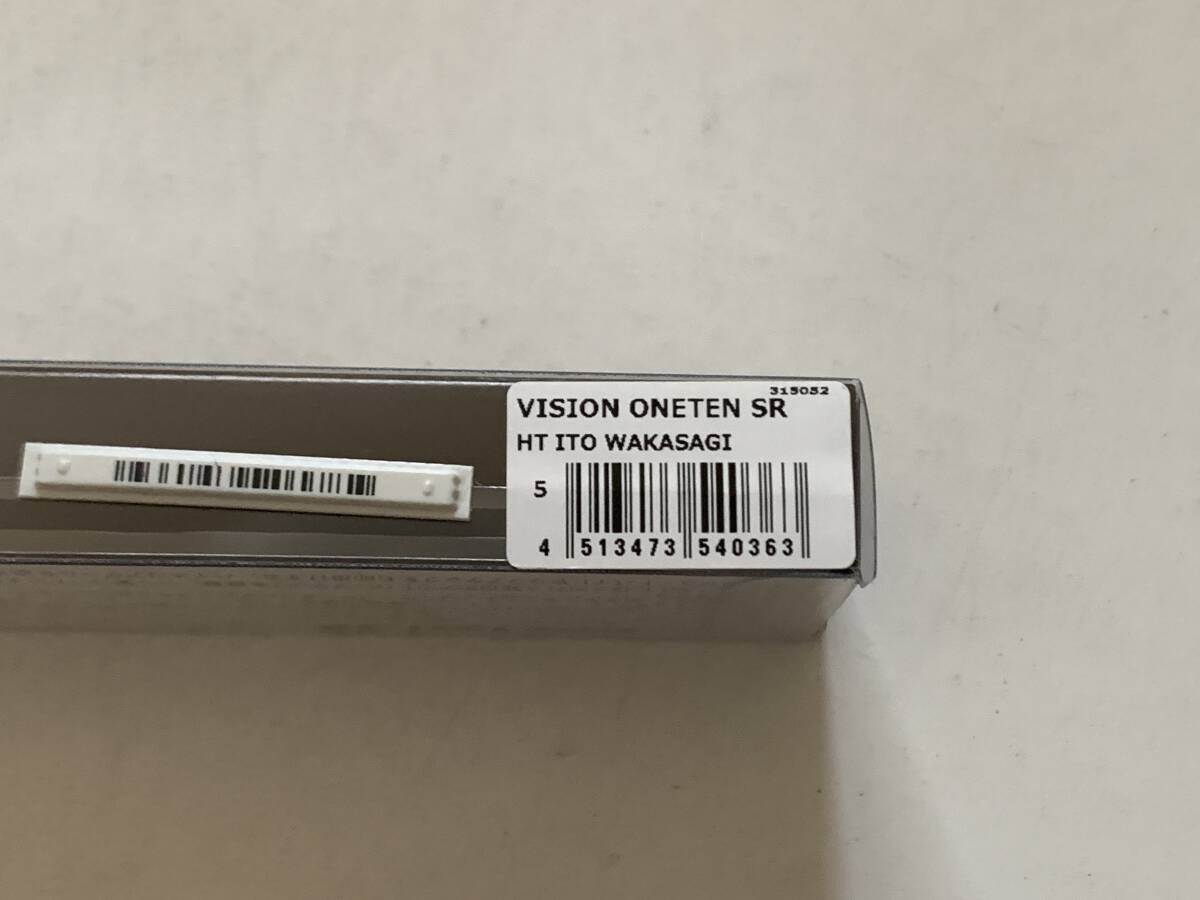 315052
VISION ONETEN SR
HT ITO WAKASAGI
5
4 513473 540363